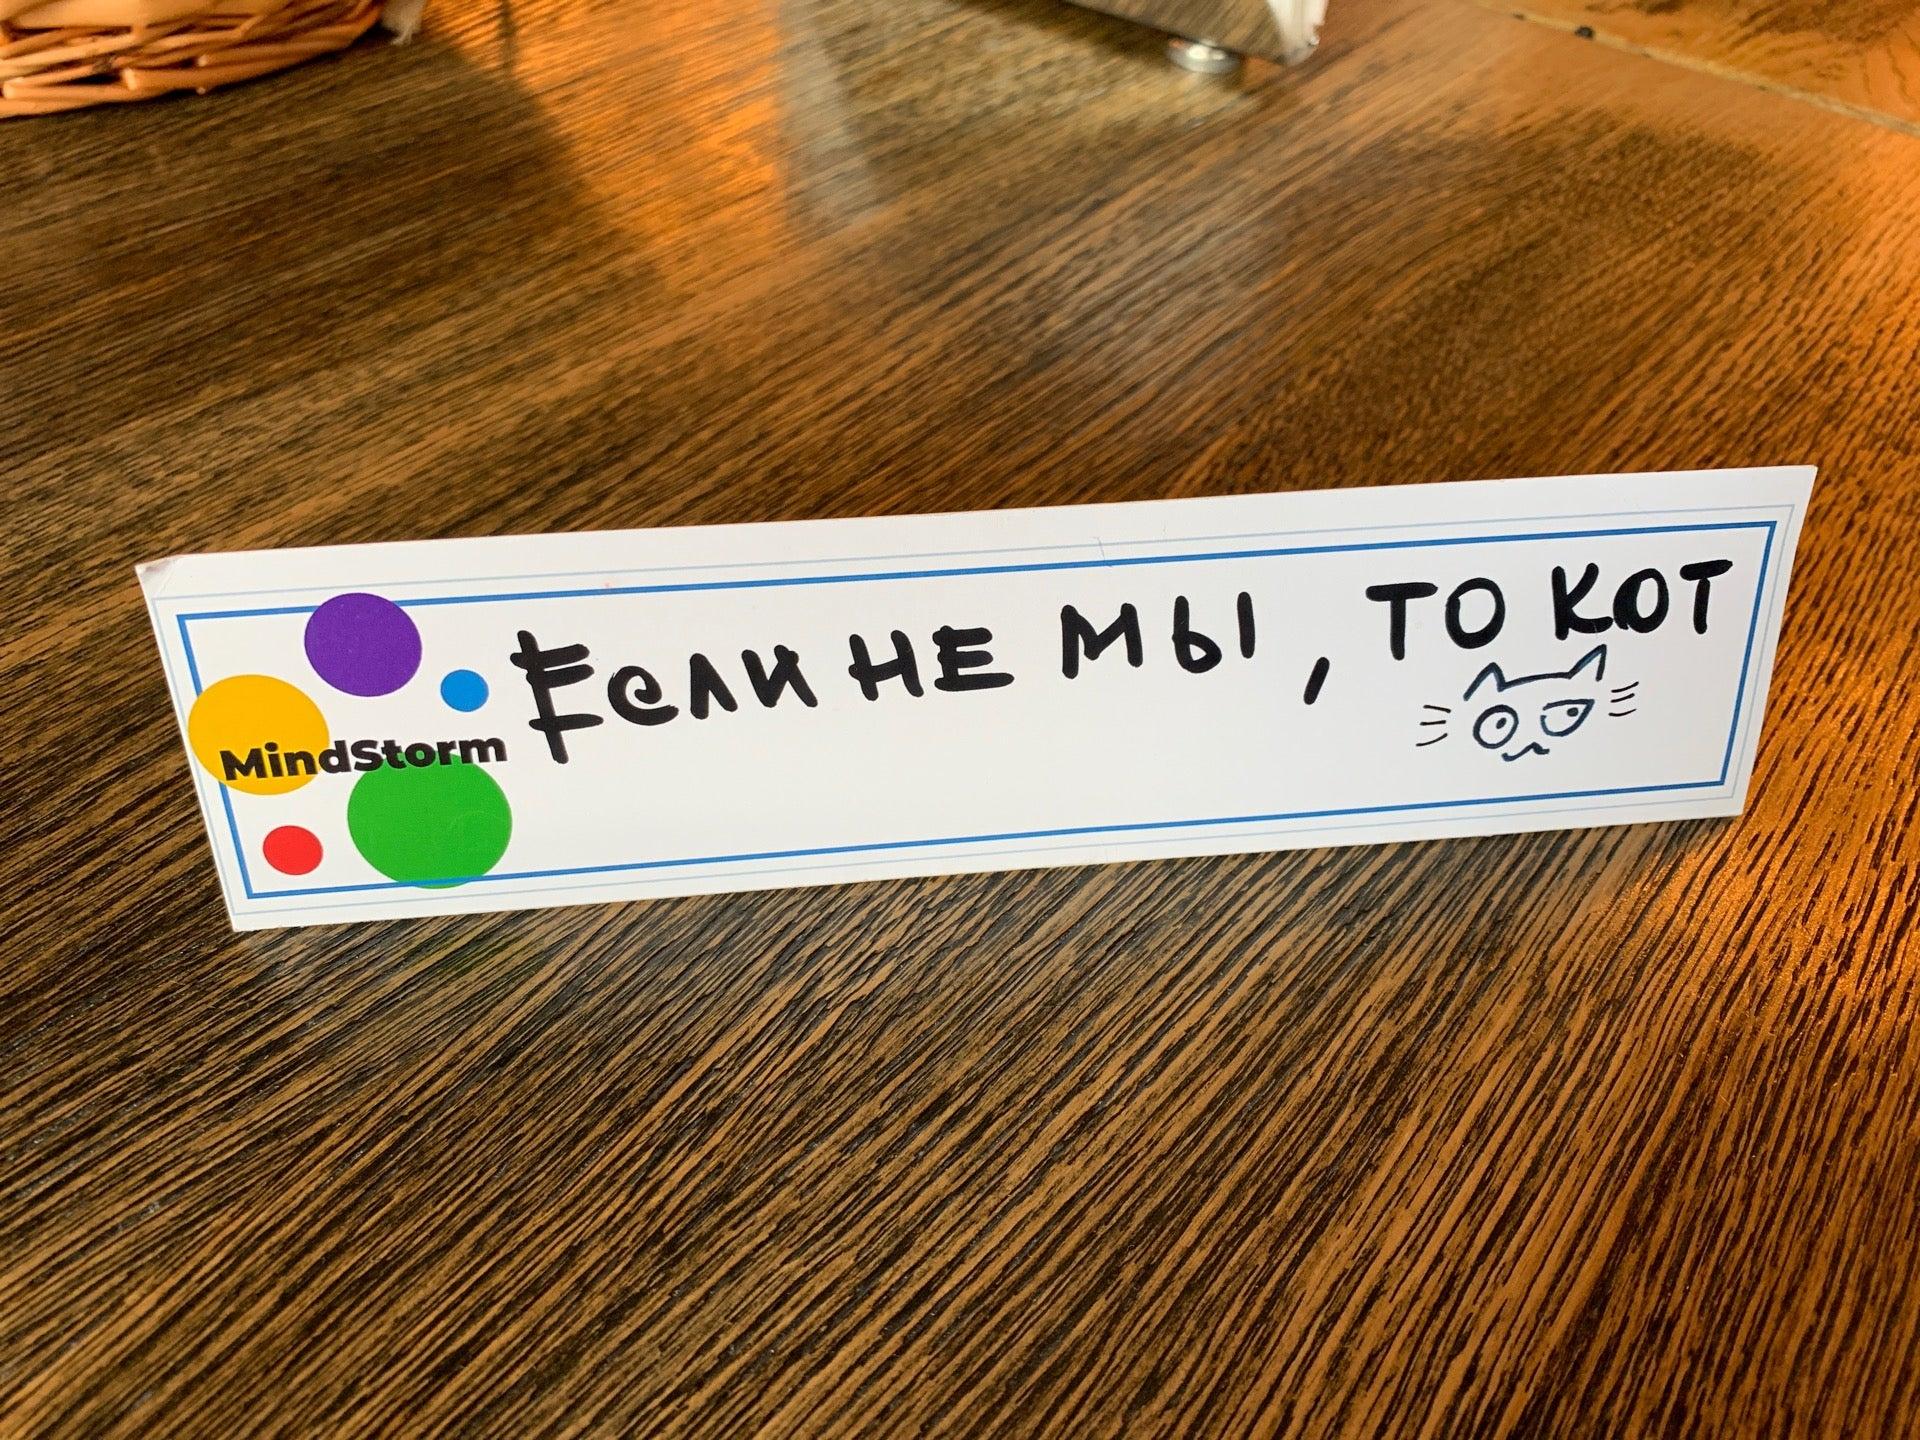 MindStorm
Если не мы, то кот